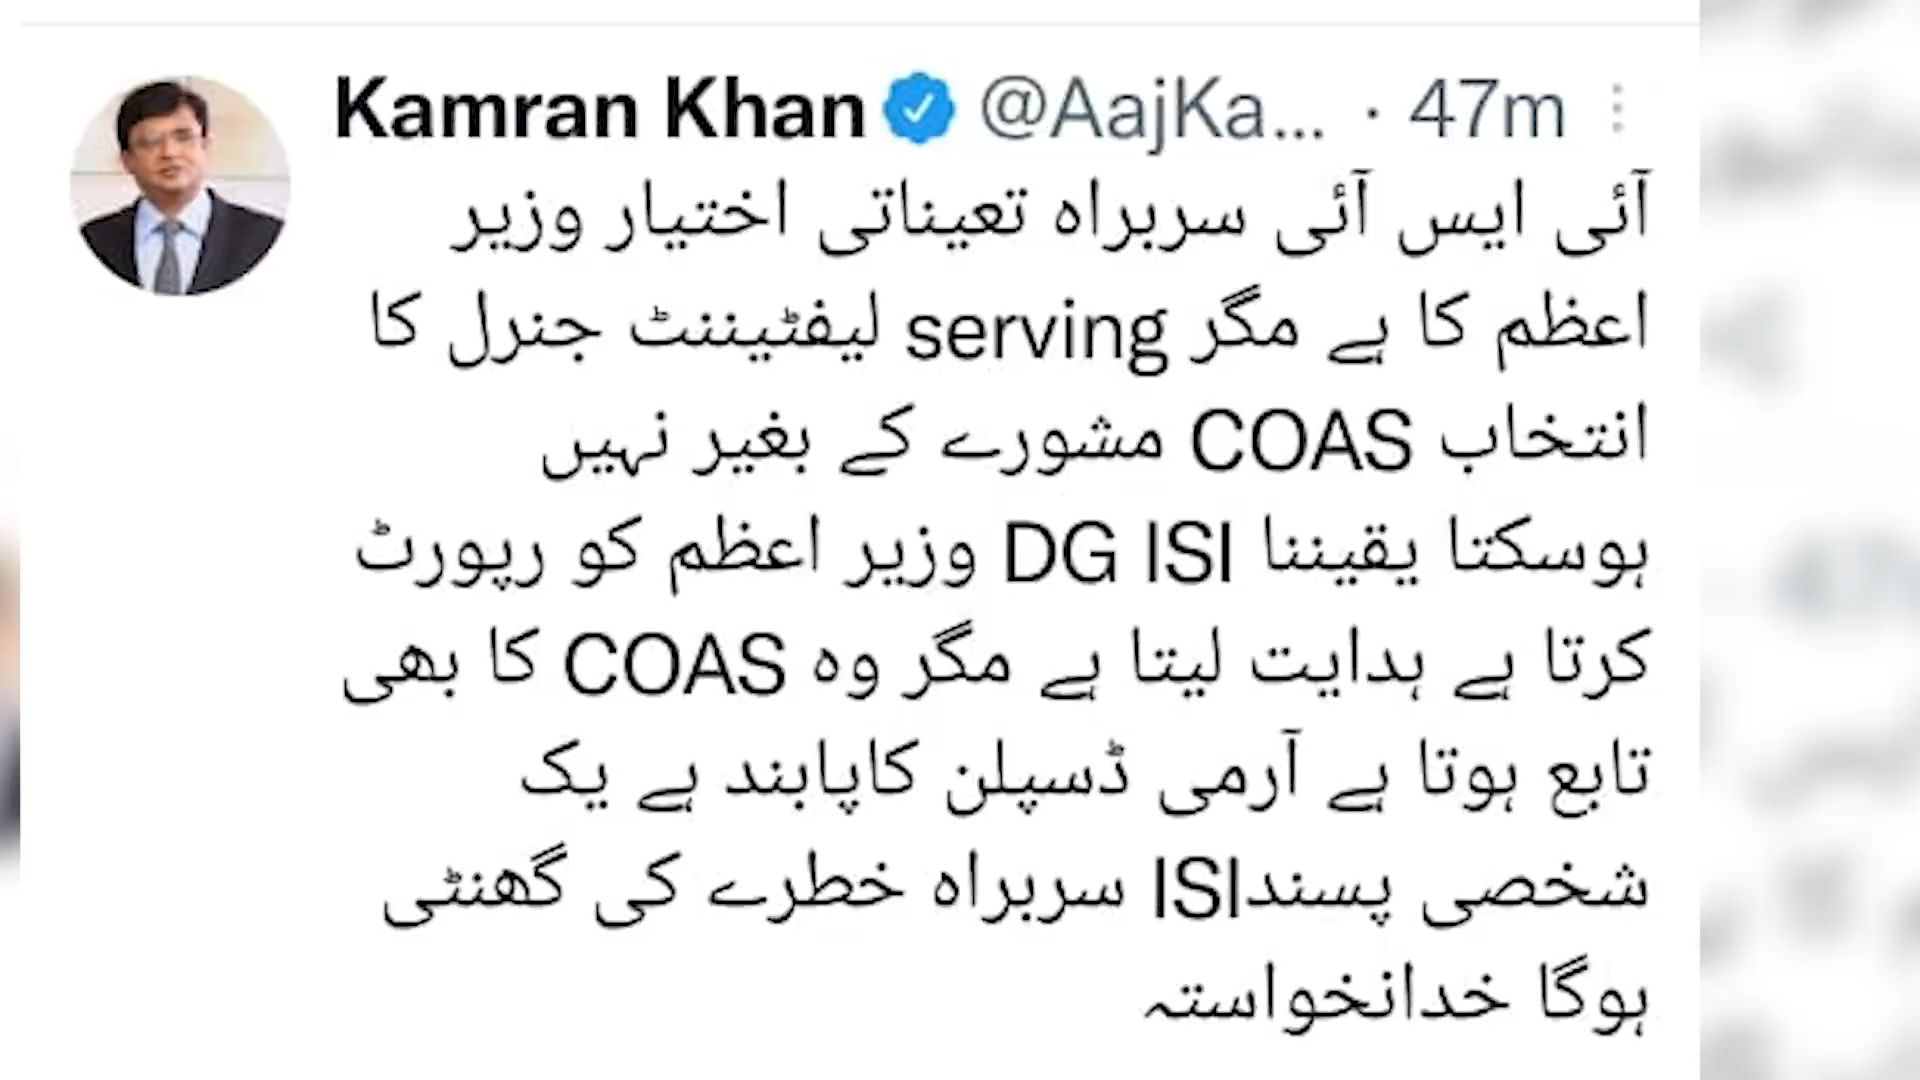 Kamran Khan @AajKa... · 47m
آئی ایس آئی سربراہ تعیناتی اختیار وزیر
اعظم کا ہے مگر serving لیفٹیننٹ جنرل کا
انتخاب COAS مشورے کے بغیر نہیں
ہوسکتا یقیننا DG ISI وزیر اعظم کو رپورٹ
کرتا ہے ہدایت لیتا ہے مگر وہ COAS کا بھی
تابع ہوتا ہے آرمی ڈسپلن کاپابند ہے یک
شخصی پسندISI سربراہ خطرے کی گھنٹی
ہوگا خدانخواستہ